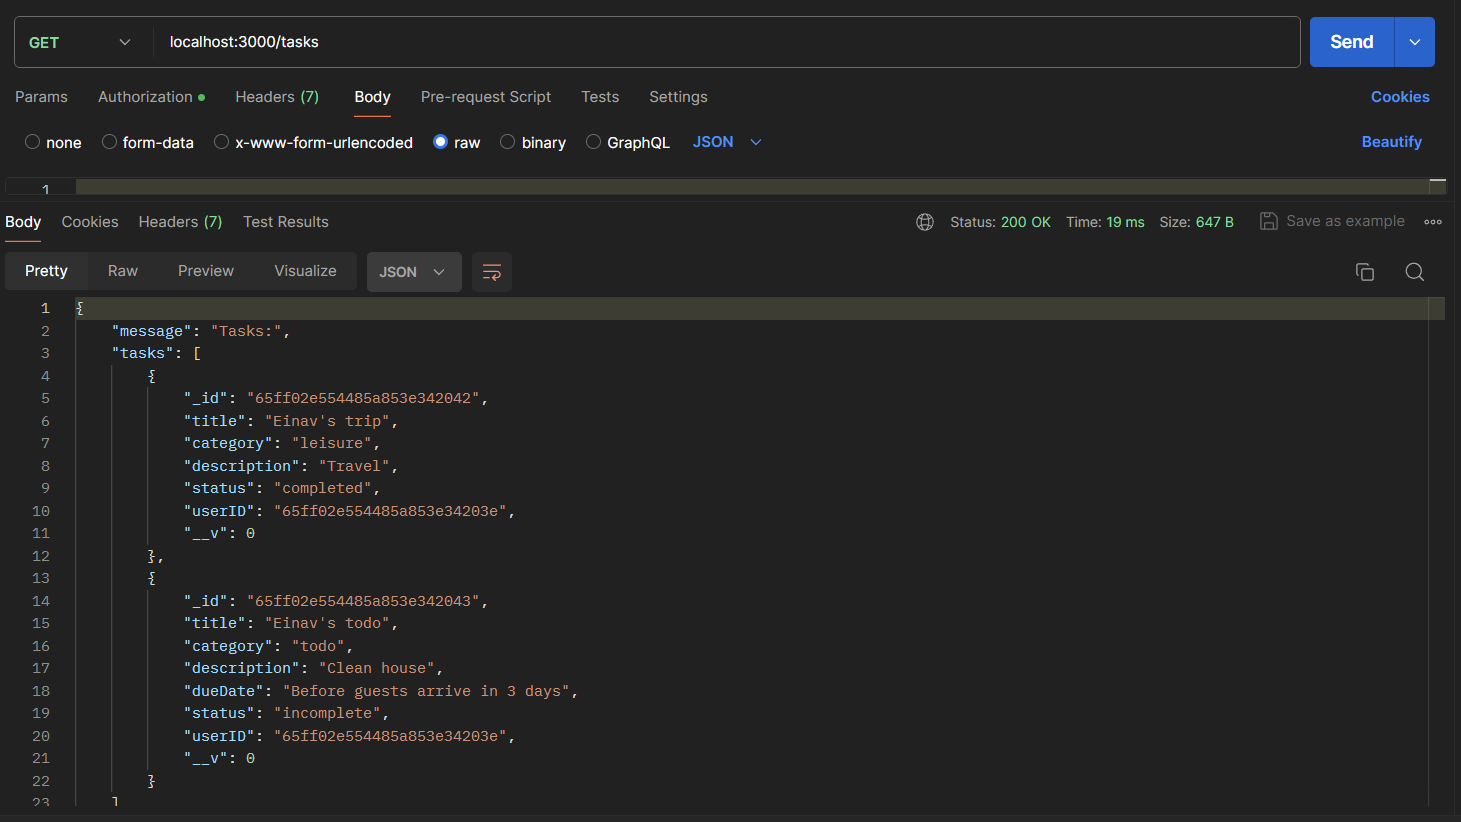 GET localhost:3000/tasks Send
Params Authorization Headers (7) Body Pre-request Script Tests Settings Cookies
none form-data x-www-form-urlencoded raw binary GraphQL JSON Beautify
1
Body Cookies Headers (7) Test Results Status: 200 OK Time: 19 ms Size: 647 B Save as example
Pretty Raw Preview Visualize JSON
1 {
2 "message": "Tasks:",
3 "tasks": [
4 {
5 "_id": "65ff02e554485a853e342042",
6 "title": "Einav's trip",
7 "category": "leisure",
8 "description": "Travel",
9 "status": "completed",
10 "userID": "65ff02e554485a853e34203e",
11 "__v": 0
12 },
13 {
14 "_id": "65ff02e554485a853e342043",
15 "title": "Einav's todo",
16 "category": "todo",
17 "description": "Clean house",
18 "dueDate": "Before guests arrive in 3 days",
19 "status": "incomplete",
20 "userID": "65ff02e554485a853e34203e",
21 "__v": 0
22 }
23 ]